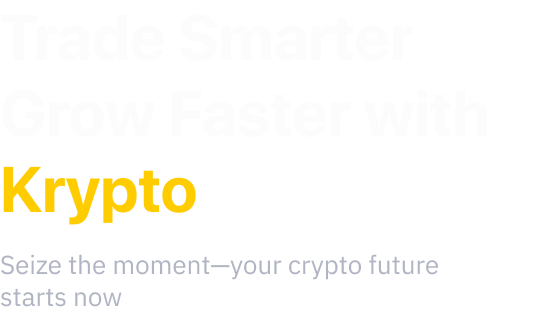 Trade Smarter
Grow Faster with
Krypto
Seize the moment—your crypto future
starts now